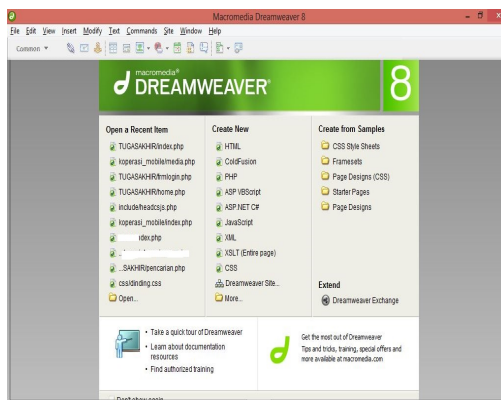 Macromedia Dreamweaver 8
File Edit View Insert Modify Text Commands Site Window Help
Common
macromedia®
DREAMWEAVER®
8
Open a Recent Item
TUGASAKHIR/index.php
koperasi_mobile/media.php
TUGASAKHIR/frmlogin.php
TUGASAKHIR/home.php
include/headcsjs.php
koperasi_mobile/index.php
dex.php
...SAKHIR/pencarian.php
css/dinding.css
Open...
Create New
HTML
ColdFusion
PHP
ASP VBScript
ASP.NET C#
JavaScript
XML
XSLT (Entire page)
CSS
Dreamweaver Site...
More...
Create from Samples
CSS Style Sheets
Framesets
Page Designs (CSS)
Starter Pages
Page Designs
Extend
Dreamweaver Exchange
• Take a quick tour of Dreamweaver
• Learn about documentation
resources
• Find authorized training
Get the most out of Dreamweaver
Tips and tricks, training, special offers and
more available at macromedia.com
Don't show again